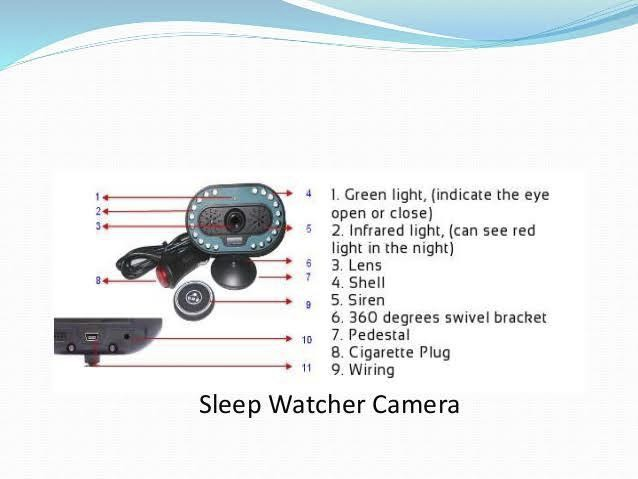 1
2
3
4
5
6
7
8
9
10
11
1. Green light, (indicate the eye
open or close)
2. Infrared light, (can see red
light in the night)
3. Lens
4. Shell
5. Siren
6. 360 degrees swivel bracket
7. Pedestal
8. Cigarette Plug
9. Wiring
Sleep Watcher Camera